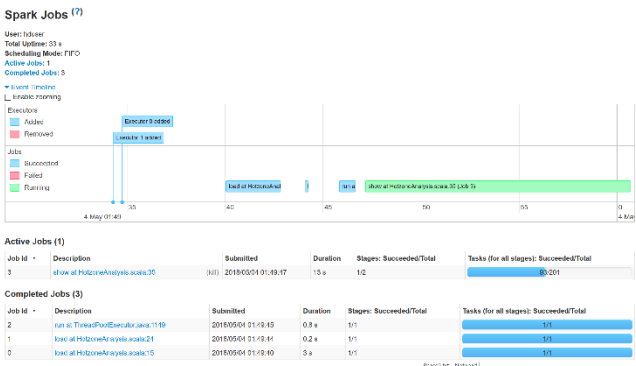 Spark Jobs (?)
User: hduser
Total Uptime: 33 s
Scheduling Mode: FIFO
Active Jobs: 1
Completed Jobs: 3
Event Timeline
Enable zooming
Executors
Added
Removed
Executor 0 added
Executor 1 added
Jobs
Succeeded
Failed
Running
load at HotzoneAnal
run a
show at HotzoneAnalysis.scala:35 (Job 3)
35 40 45 50 55 0
4 May 01:49 4 Ma
Active Jobs (1)
Job Id Description Submitted Duration Stages: Succeeded/Total Tasks (for all stages): Succeeded/Total
3 show at HotzoneAnalysis.scala:35 (kill) 2018/05/04 01:49:47 13 s 1/2 93/201
Completed Jobs (3)
Job Id Description Submitted Duration Stages: Succeeded/Total Tasks (for all stages): Succeeded/Total
2 run at ThreadPoolExecutor.java:1149 2018/05/04 01:49:45 0.8 s 1/1 1/1
1 load at HotzoneAnalysis.scala:24 2018/05/04 01:49:44 0.2 s 1/1 1/1
0 load at HotzoneAnalysis.scala:15 2018/05/04 01:49:40 3 s 1/1 1/1